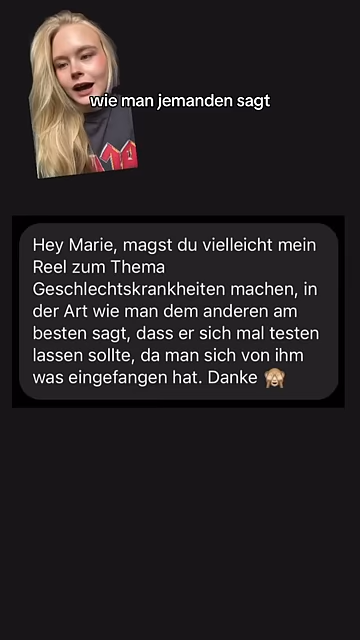 wie man jemanden sagt
Hey Marie, magst du vielleicht mein
Reel zum Thema
Geschlechtskrankheiten machen, in
der Art wie man dem anderen am
besten sagt, dass er sich mal testen
lassen sollte, da man sich von ihm
was eingefangen hat. Danke 🙈